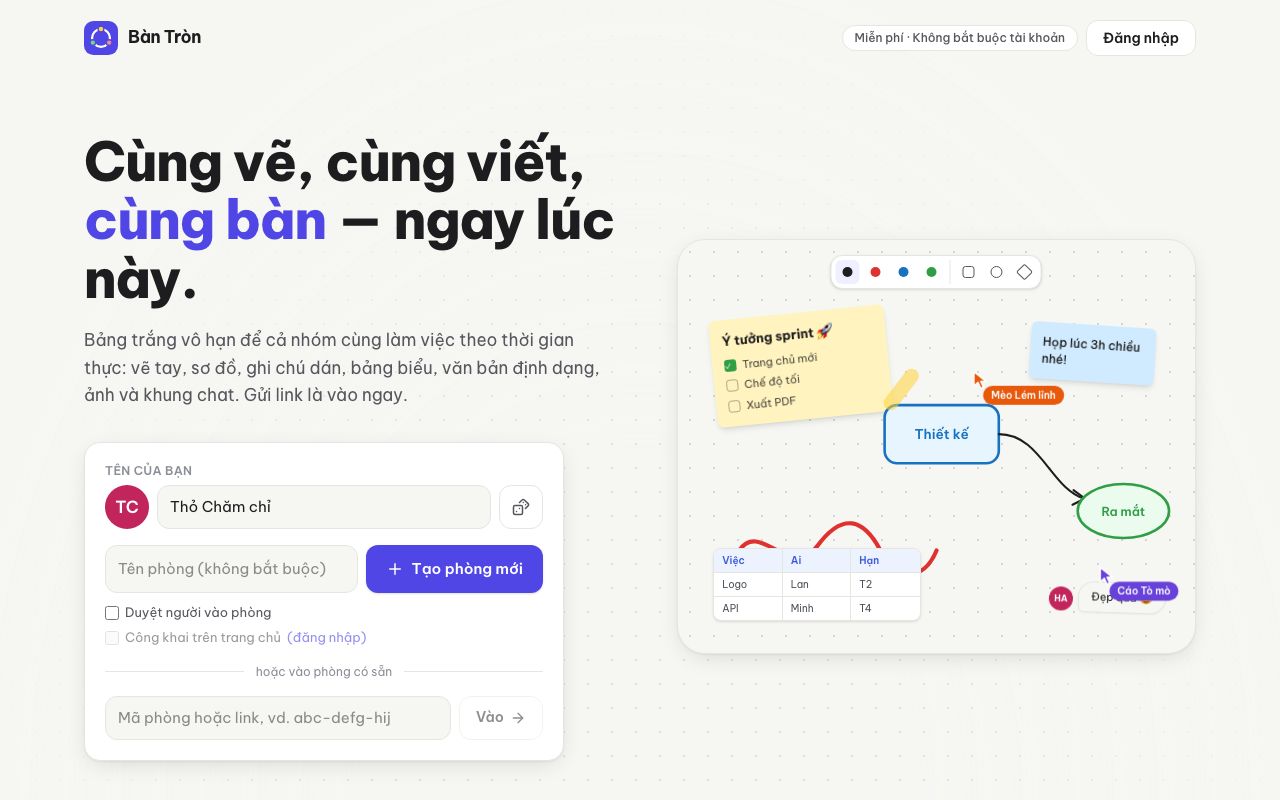 Bàn Tròn
Miễn phí · Không bắt buộc tài khoản
Đăng nhập
Cùng vẽ, cùng viết,
cùng bàn — ngay lúc
này.
Bảng trắng vô hạn để cả nhóm cùng làm việc theo thời gian
thực: vẽ tay, sơ đồ, ghi chú dán, bảng biểu, văn bản định dạng,
ảnh và khung chat. Gửi link là vào ngay.
TÊN CỦA BẠN
TC
Thỏ Chăm chỉ
Tên phòng (không bắt buộc)
Tạo phòng mới
Duyệt người vào phòng
Công khai trên trang chủ (đăng nhập)
hoặc vào phòng có sẵn
Mã phòng hoặc link, vd. abc-defg-hij
Vào
Ý tưởng sprint 🚀
Trang chủ mới
Chế độ tối
Xuất PDF
Họp lúc 3h chiều
nhé!
Mèo Lém lỉnh
Thiết kế
Ra mắt
Việc Ai Hạn
Logo Lan T2
API Minh T4
Cáo Tò mò
HA